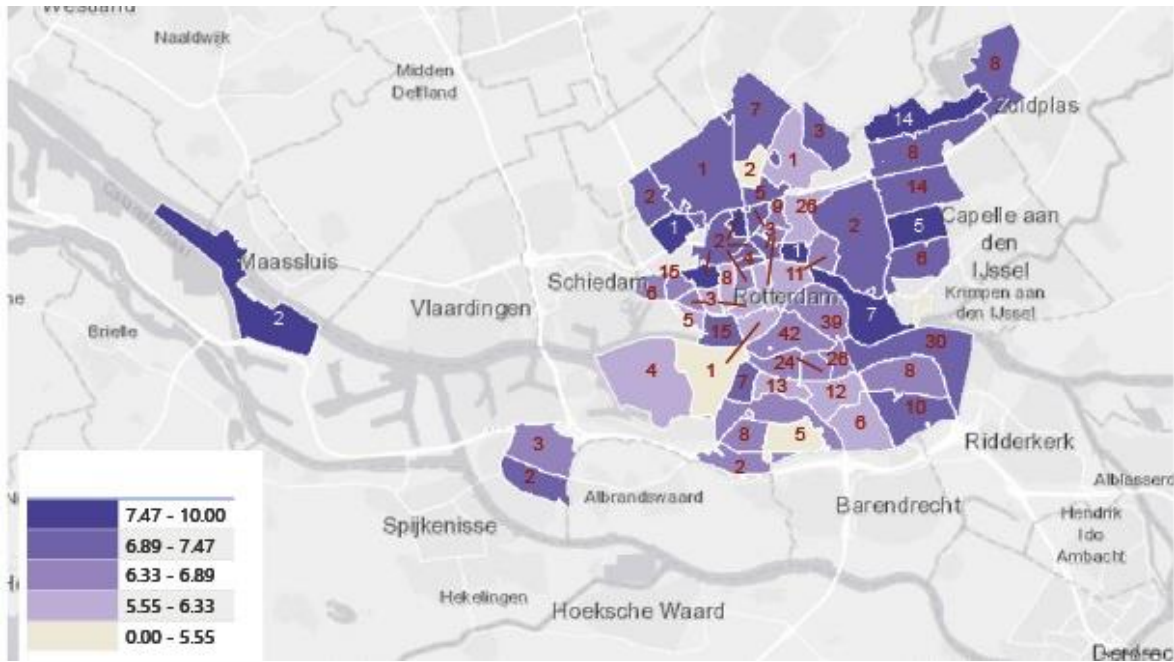 Naaldwijk
Midden
Delfland
8
Zuidplas
7
14
3
8
1
2
1
2
5
14
9
26
2
1
3
5
Capelle aan
den
IJssel
2
4
1
6
Maassluis
Schiedam
15
8
11
Krimpen aan
den IJssel
6
3
Rotterdam
7
2
Vlaardingen
5
15
42
39
30
Brielle
4
1
24
26
8
7
13
12
10
3
8
5
6
Ridderkerk
2
2
Albrandswaard
Barendrecht
Spijkenisse
Hendrik
Ido
Ambacht
Hekelingen
Hoeksche Waard
7.47 - 10.00
6.89 - 7.47
6.33 - 6.89
5.55 - 6.33
0.00 - 5.55